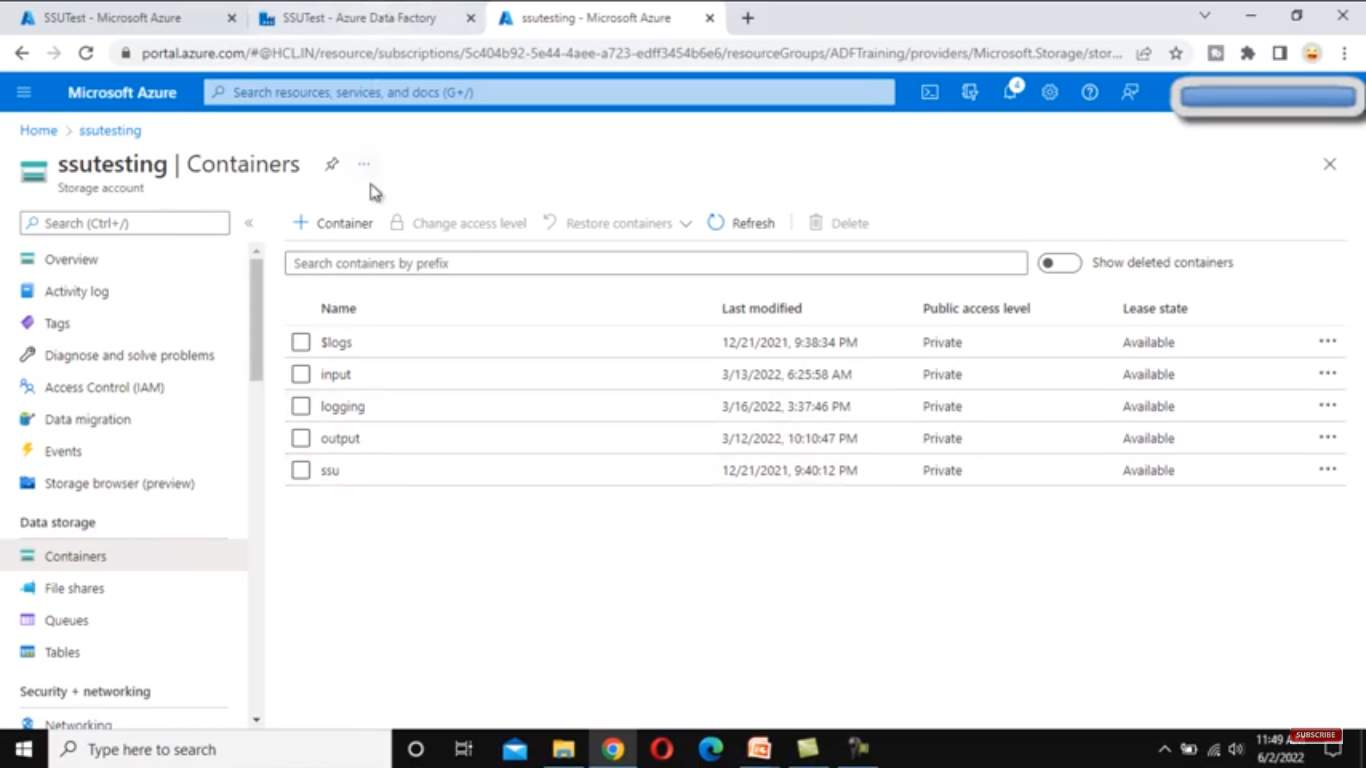 SSUTest - Microsoft Azure
SSUTest - Azure Data Factory
ssutesting - Microsoft Azure
portal.azure.com/#@HCL.IN/resource/subscriptions/5c404b92-5e44-4aee-a723-edff3454b6e6/resourceGroups/ADFTraining/providers/Microsoft.Storage/stor...
Microsoft Azure
Search resources, services, and docs (G+/)
4
Home > ssutesting
ssutesting | Containers
Storage account
Search (Ctrl+/)
Overview
Activity log
Tags
Diagnose and solve problems
Access Control (IAM)
Data migration
Events
Storage browser (preview)
Data storage
Containers
File shares
Queues
Tables
Security + networking
Networking
Container Change access level Restore containers Refresh Delete
Search containers by prefix
Show deleted containers
Name Last modified Public access level Lease state
$logs 12/21/2021, 9:38:34 PM Private Available
input 3/13/2022, 6:25:58 AM Private Available
logging 3/16/2022, 3:37:46 PM Private Available
output 3/12/2022, 10:10:47 PM Private Available
ssu 12/21/2021, 9:40:12 PM Private Available
Type here to search
11:49
6/2/2022
SUBSCRIBE